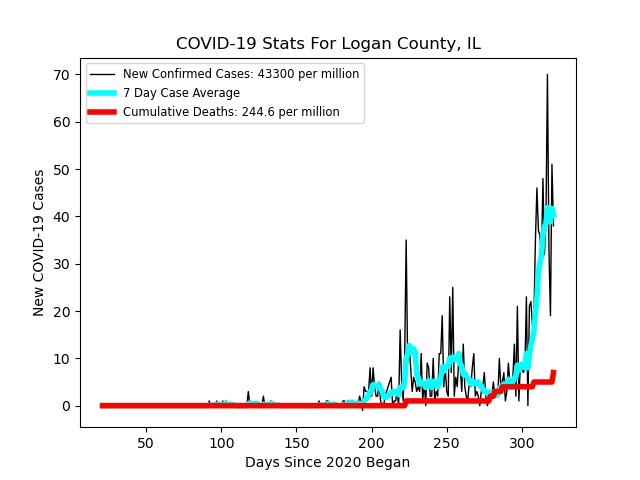 COVID-19 Stats For Logan County, IL
New Confirmed Cases: 43300 per million
7 Day Case Average
Cumulative Deaths: 244.6 per million
New COVID-19 Cases
70
60
50
40
30
20
10
0
50 100 150 200 250 300
Days Since 2020 Began